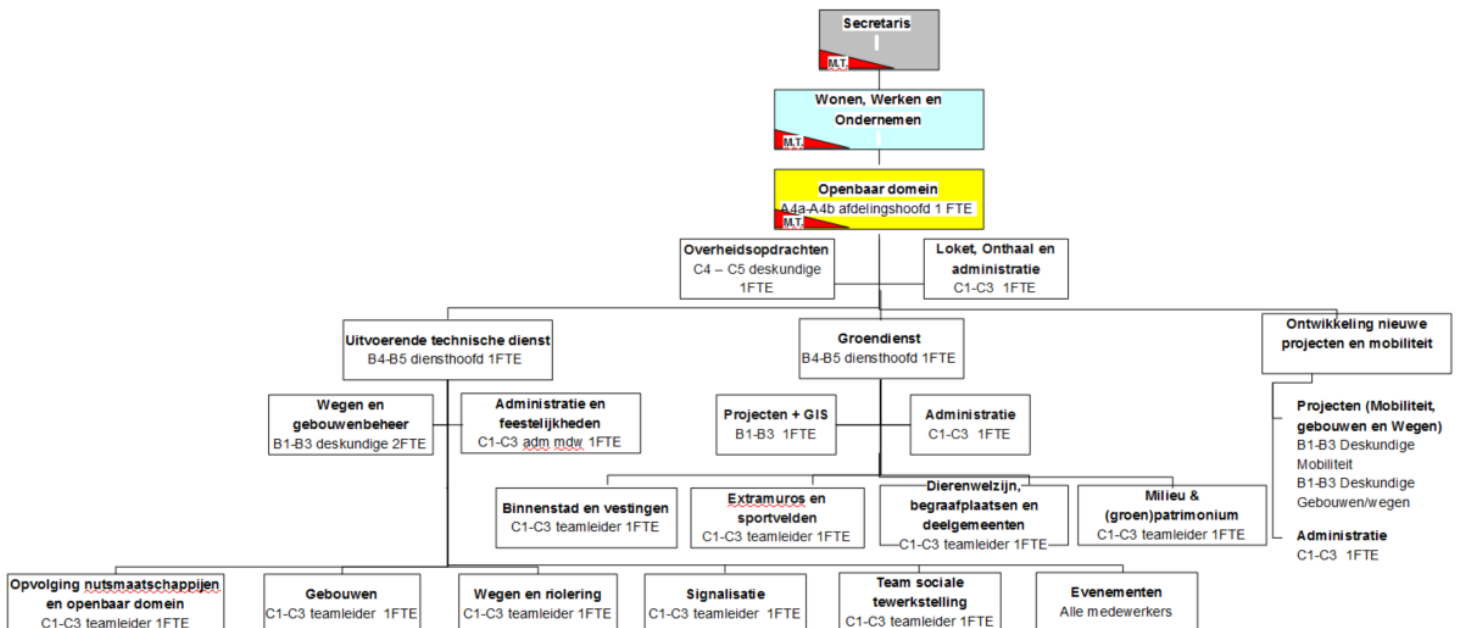 Secretaris
M.T.
Wonen, Werken en
Ondernemen
M.T.
Openbaar domein
A4a-A4b afdelingshoofd 1 FTE
M.T.
Overheidsopdrachten
C4 – C5 deskundige
1FTE
Loket, Onthaal en
administratie
C1-C3 1FTE
Uitvoerende technische dienst
B4-B5 diensthoofd 1FTE
Groendienst
B4-B5 diensthoofd 1FTE
Ontwikkeling nieuwe
projecten en mobiliteit
Wegen en
gebouwenbeheer
B1-B3 deskundige 2FTE
Administratie en
feestelijkheden
C1-C3 adm mdw 1FTE
Projecten + GIS
B1-B3 1FTE
Administratie
C1-C3 1FTE
Projecten (Mobiliteit,
gebouwen en Wegen)
B1-B3 Deskundige
Mobiliteit
B1-B3 Deskundige
Gebouwen/wegen
Administratie
C1-C3 1FTE
Binnenstad en vestingen
C1-C3 teamleider 1FTE
Extramuros en
sportvelden
C1-C3 teamleider 1FTE
Dierenwelzijn,
begraafplaatsen en
deelgemeenten
C1-C3 teamleider 1FTE
Milieu &
(groen)patrimonium
C1-C3 teamleider 1FTE
Opvolging nutsmaatschappijen
en openbaar domein
C1-C3 teamleider 1FTE
Gebouwen
C1-C3 teamleider 1FTE
Wegen en riolering
C1-C3 teamleider 1FTE
Signalisatie
C1-C3 teamleider 1FTE
Team sociale
tewerkstelling
C1-C3 teamleider 1FTE
Evenementen
Alle medewerkers